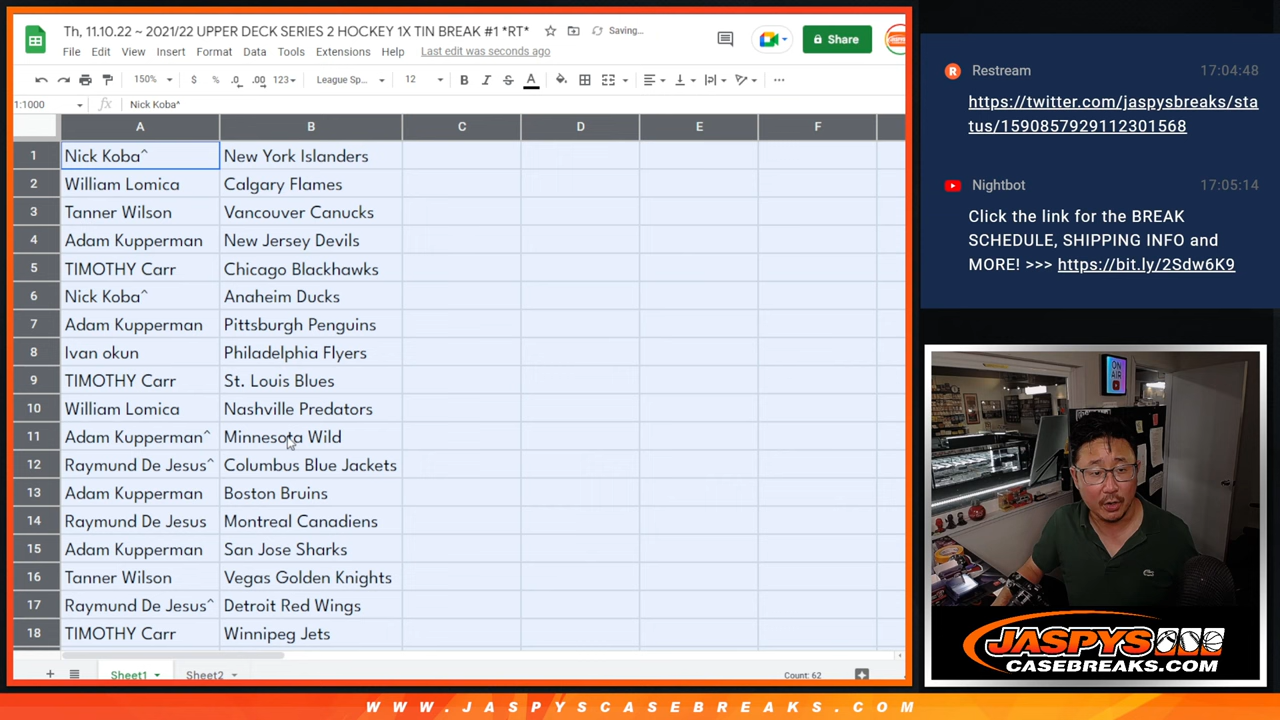 Th, 11.10.22 ~ 2021/22 UPPER DECK SERIES 2 HOCKEY 1X TIN BREAK #1 *RT*
Saving...
Share
File Edit View Insert Format Data Tools Extensions Help Last edit was seconds ago
150% $ % .0 .00 123 League Sp... 12 B I S A
1:1000 fx Nick Koba^
A B C D E F
1 Nick Koba^ New York Islanders
2 William Lomica Calgary Flames
3 Tanner Wilson Vancouver Canucks
4 Adam Kupperman New Jersey Devils
5 TIMOTHY Carr Chicago Blackhawks
6 Nick Koba^ Anaheim Ducks
7 Adam Kupperman Pittsburgh Penguins
8 Ivan okun Philadelphia Flyers
9 TIMOTHY Carr St. Louis Blues
10 William Lomica Nashville Predators
11 Adam Kupperman^ Minnesota Wild
12 Raymund De Jesus^ Columbus Blue Jackets
13 Adam Kupperman Boston Bruins
14 Raymund De Jesus Montreal Canadiens
15 Adam Kupperman San Jose Sharks
16 Tanner Wilson Vegas Golden Knights
17 Raymund De Jesus^ Detroit Red Wings
18 TIMOTHY Carr Winnipeg Jets
Sheet1 Sheet2 Count: 62
Restream 17:04:48
https://twitter.com/jaspysbreaks/sta
tus/1590857929112301568
Nightbot 17:05:14
Click the link for the BREAK
SCHEDULE, SHIPPING INFO and
MORE! >>> https://bit.ly/2Sdw6K9
ON
AIR
JASPYS
CASEBREAKS.COM
WWW.JASPYSCASEBREAKS.COM